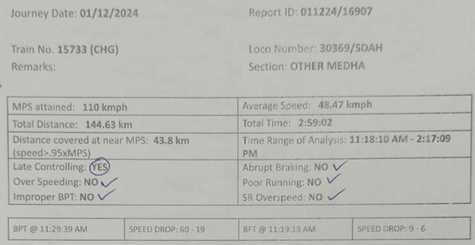 Journey Date: 01/12/2024 Report ID: 011224/16907
Train No. 15733 (CHG) Loco Number: 30369/SDAH
Remarks: Section: OTHER MEDHA
MPS attained: 110 kmph Average Speed: 48.47 kmph
Total Distance: 144.63 km Total Time: 2:59:02
Distance covered at near MPS: 43.8 km Time Range of Analysis: 11:18:10 AM - 2:17:09
(speed>.95xMPS) PM
Late Controlling: YES Abrupt Braking: NO ✓
Over Speeding: NO ✓ Poor Running: NO ✓
Improper BPT: NO ✓ SR Overspeed: NO ✓
BPT @ 11:29:39 AM SPEED DROP: 60 - 19 BFT @ 11:19:13 AM SPEED DROP: 9 - 6